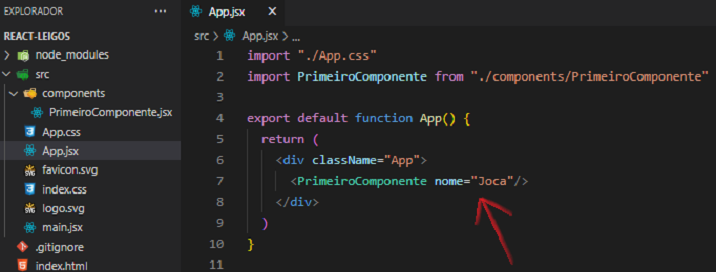 EXPLORADOR ...
REACT-LEIGOS
node_modules
src
components
PrimeiroComponente.jsx
App.css
App.jsx
favicon.svg
index.css
logo.svg
main.jsx
.gitignore
index.html
App.jsx X
src > App.jsx > ...
1 import "./App.css"
2 import PrimeiroComponente from "./components/PrimeiroComponente"
3
4 export default function App() {
5 return (
6 <div className="App">
7 <PrimeiroComponente nome="Joca"/>
8 </div>
9 )
10 }
11